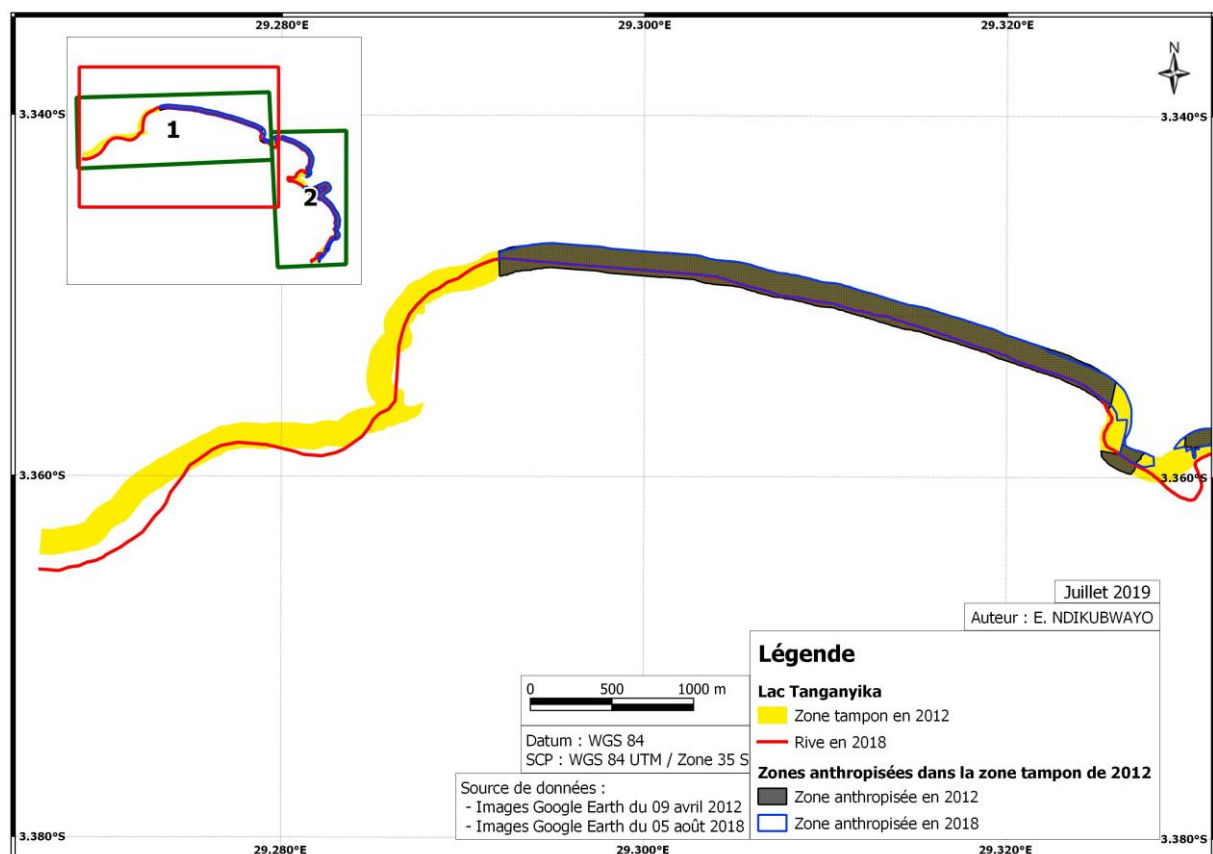 29.280°E 29.300°E 29.320°E
N
3.340°S 3.340°S
1
2
3.360°S 3.360°S
Juillet 2019
Auteur : E. NDIKUBWAYO
0 500 1000 m
Datum : WGS 84
SCP : WGS 84 UTM / Zone 35 S
Source de données :
- Images Google Earth du 09 avril 2012
- Images Google Earth du 05 août 2018
Légende
Lac Tanganyika
Zone tampon en 2012
Rive en 2018
Zones anthropisées dans la zone tampon de 2012
Zone anthropisée en 2012
Zone anthropisée en 2018
3.380°S 3.380°S
29.280°E 29.300°E 29.320°E